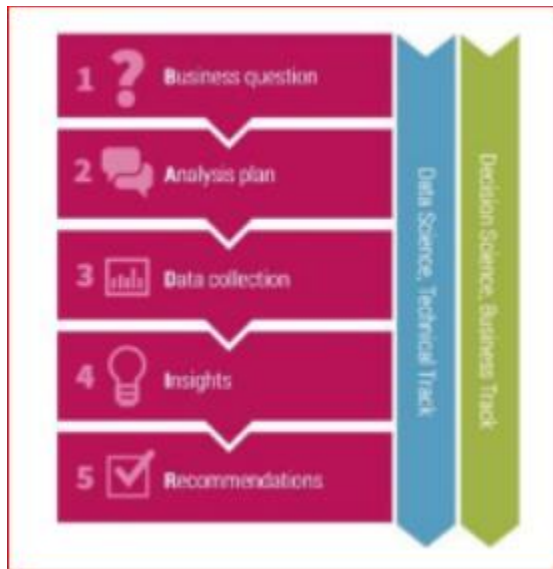 1 Business question
2 Analysis plan
3 Data collection
4 Insights
5 Recommendations
Data Science, Technical Track
Decision Science, Business Track